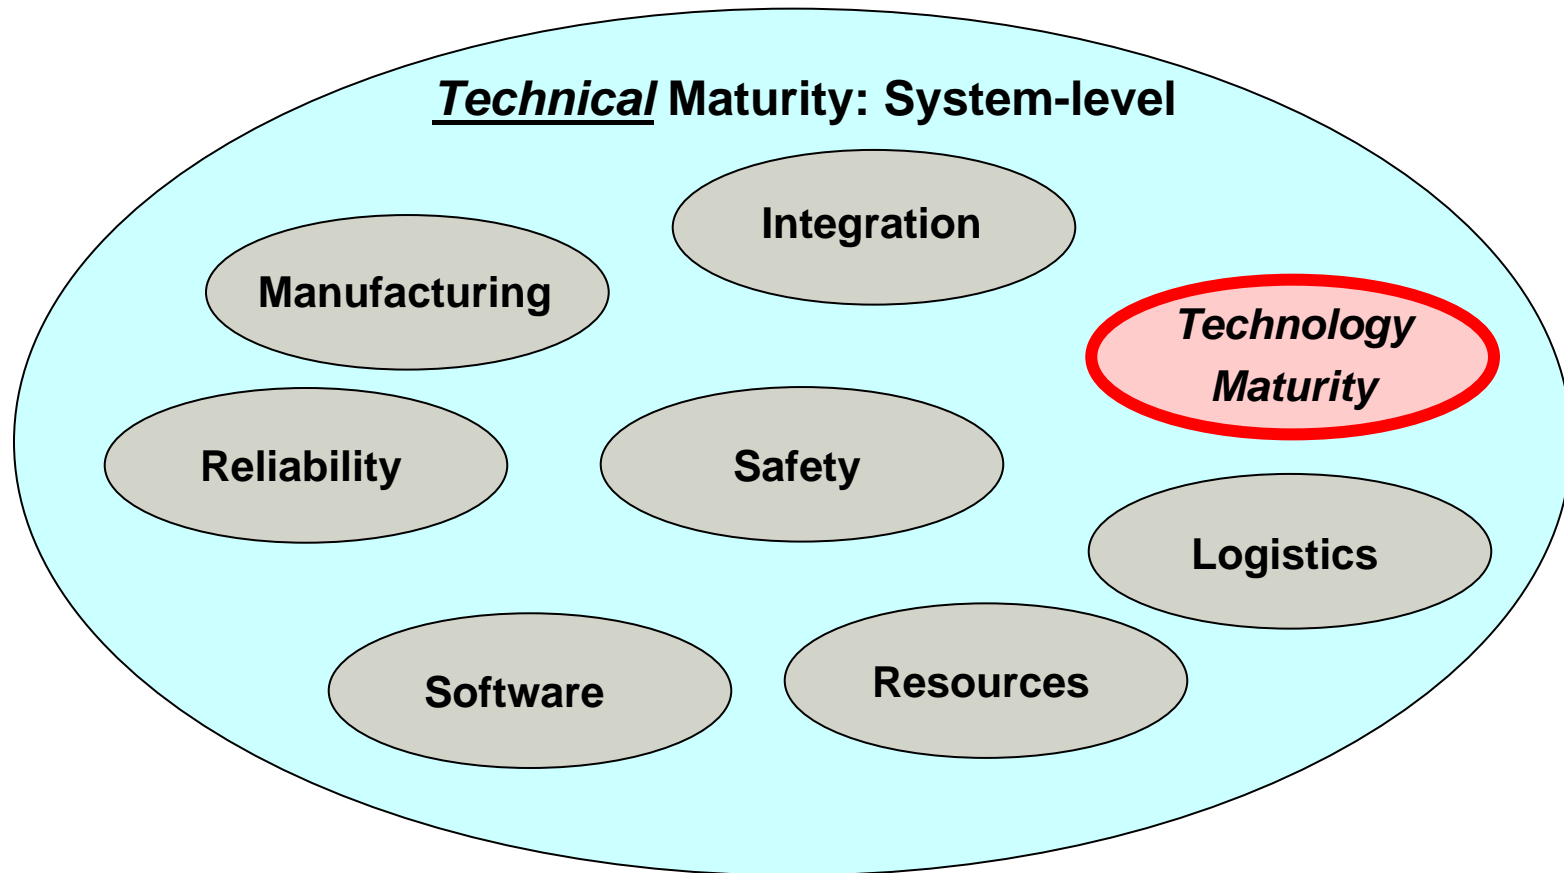 Technical Maturity: System-level
Integration
Manufacturing
Technology
Maturity
Reliability
Safety
Logistics
Software
Resources